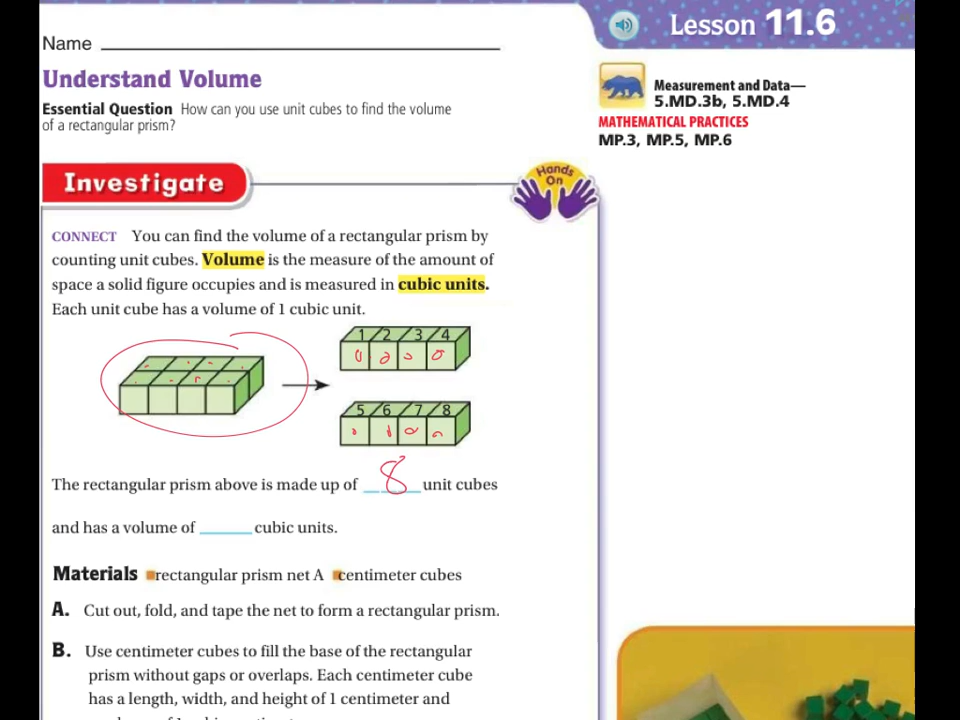 Lesson 11.6
Name
Understand Volume
Essential Question How can you use unit cubes to find the volume
of a rectangular prism?
Measurement and Data—
5.MD.3b, 5.MD.4
MATHEMATICAL PRACTICES
MP.3, MP.5, MP.6
Investigate
Hands
On
CONNECT You can find the volume of a rectangular prism by
counting unit cubes. Volume is the measure of the amount of
space a solid figure occupies and is measured in cubic units.
Each unit cube has a volume of 1 cubic unit.
1 2 3 4
5 6 7 8
The rectangular prism above is made up of 8 unit cubes
and has a volume of ______ cubic units.
Materials ■ rectangular prism net A ■ centimeter cubes
A. Cut out, fold, and tape the net to form a rectangular prism.
B. Use centimeter cubes to fill the base of the rectangular
prism without gaps or overlaps. Each centimeter cube
has a length, width, and height of 1 centimeter and